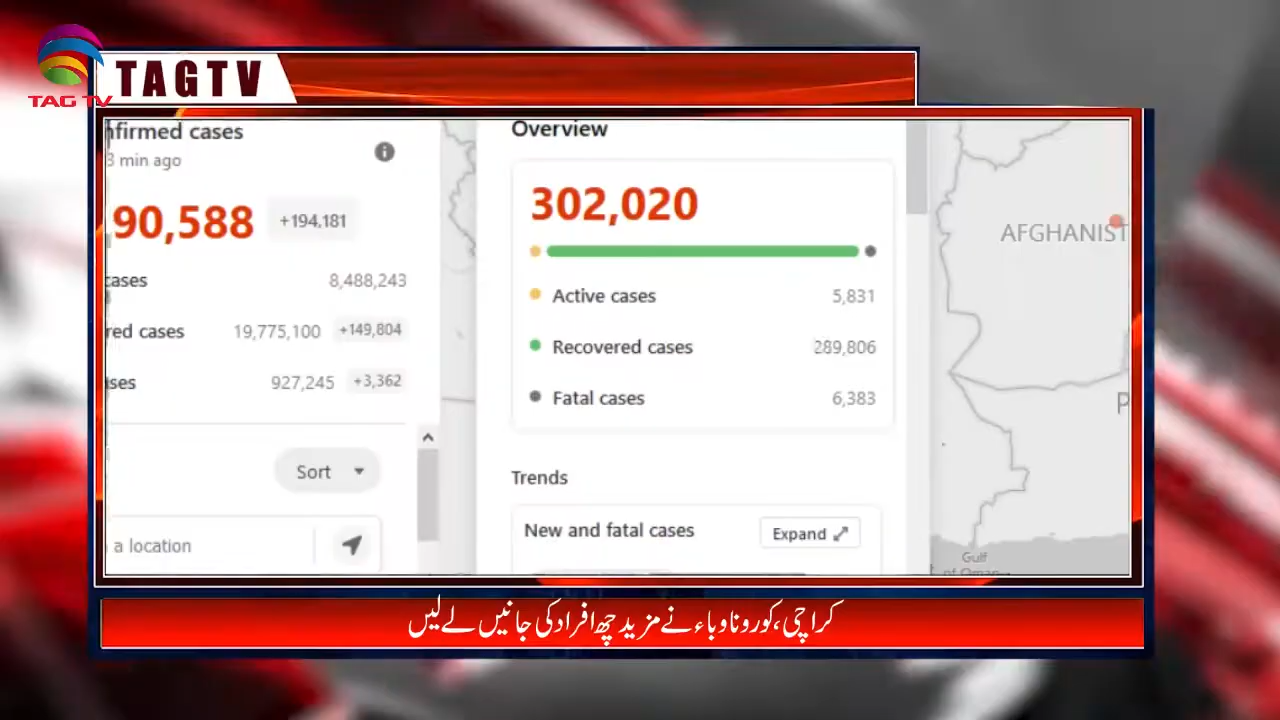 TAG TV
TAGTV
nfirmed cases
3 min ago
90,588 +194,181
cases 8,488,243
red cases 19,775,100 +149,804
ses 927,245 +3,362
Sort
a location
Overview
302,020
Active cases 5,831
Recovered cases 289,806
Fatal cases 6,383
Trends
New and fatal cases Expand
AFGHANIST
P
Gulf
of Oman
کراچی،کورونا وباء نے مزید چھ افراد کی جانیں لے لیں